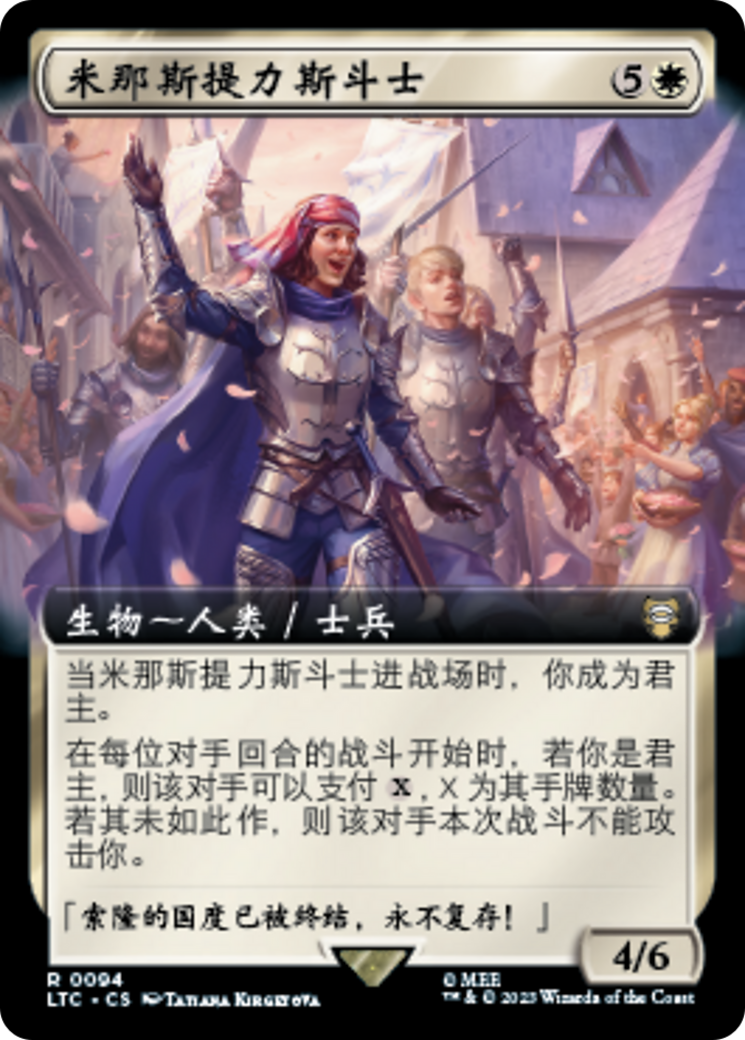 米那斯提力斯斗士 5
生物～人类 / 士兵
当米那斯提力斯斗士进战场时，你成为君
主。
在每位对手回合的战斗开始时，若你是君
主，则该对手可以支付 X，X 为其手牌数量。
若其未如此作，则该对手本次战斗不能攻
击你。
「索隆的国度已被终结，永不复存！」
4/6
R 0094
LTC • CS Tatiana Kirgetova
© MEE
™ & © 2023 Wizards of the Coast